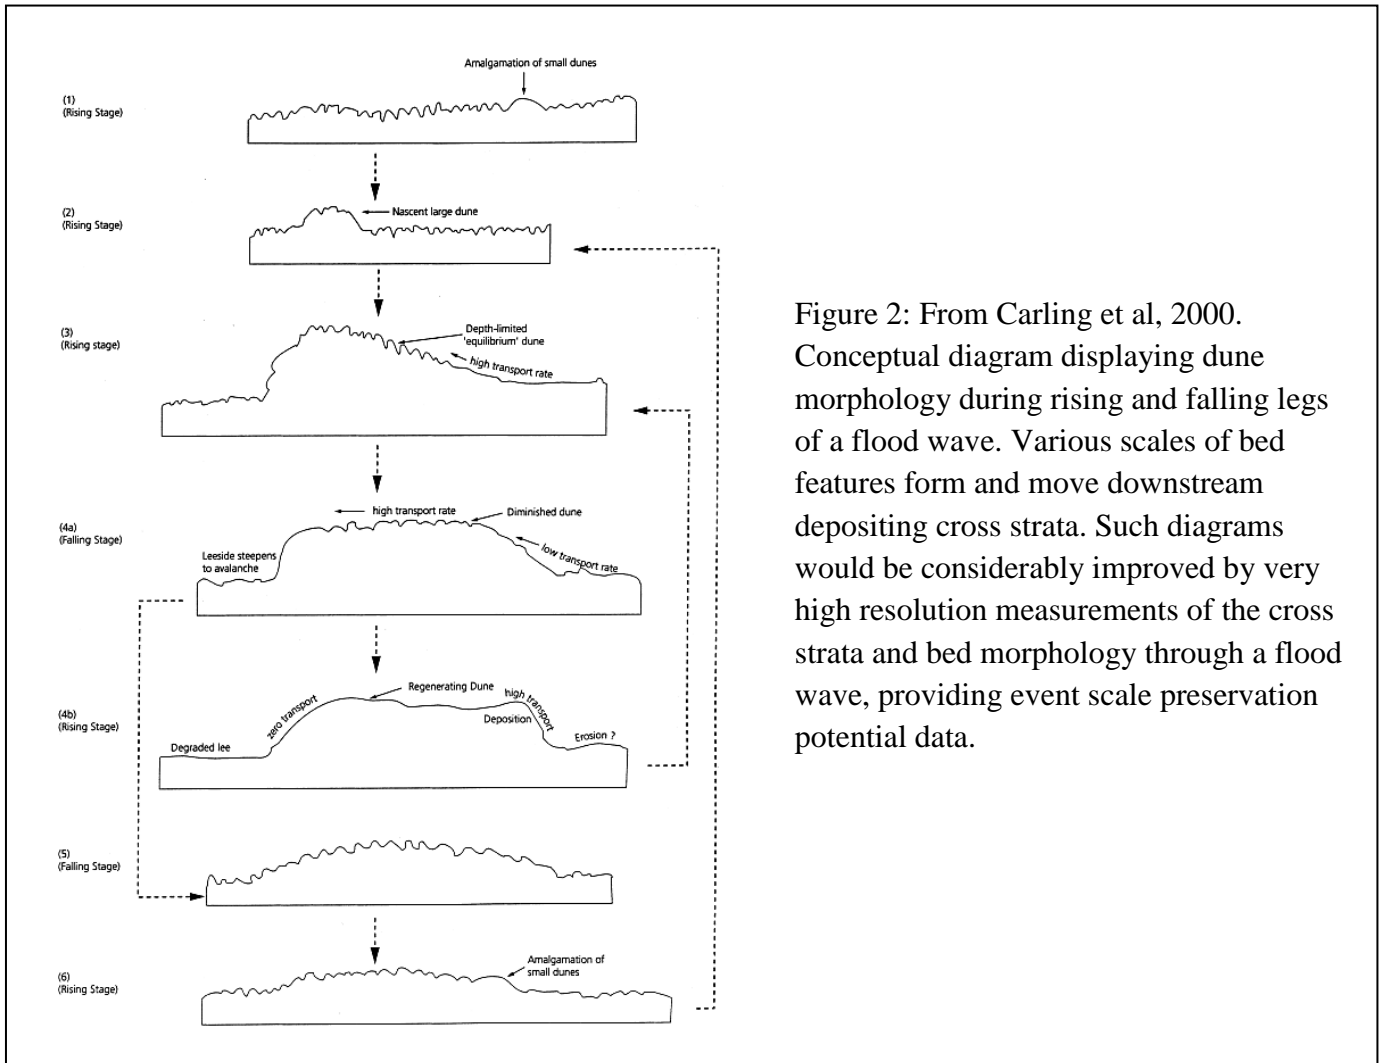 Amalgamation of small dunes
(1)
(Rising Stage)
(2)
(Rising Stage)
Nascent large dune
(3)
(Rising stage)
Depth-limited
'equilibrium' dune
high transport rate
(4a)
(Falling Stage)
high transport rate
Diminished dune
Leeside steepens
to avalanche
low transport rate
(4b)
(Rising Stage)
Regenerating Dune
zero transport
high transport
Deposition
Degraded lee
Erosion ?
(5)
(Falling Stage)
(6)
(Rising Stage)
Amalgamation of
small dunes
Figure 2: From Carling et al, 2000.
Conceptual diagram displaying dune
morphology during rising and falling legs
of a flood wave. Various scales of bed
features form and move downstream
depositing cross strata. Such diagrams
would be considerably improved by very
high resolution measurements of the cross
strata and bed morphology through a flood
wave, providing event scale preservation
potential data.